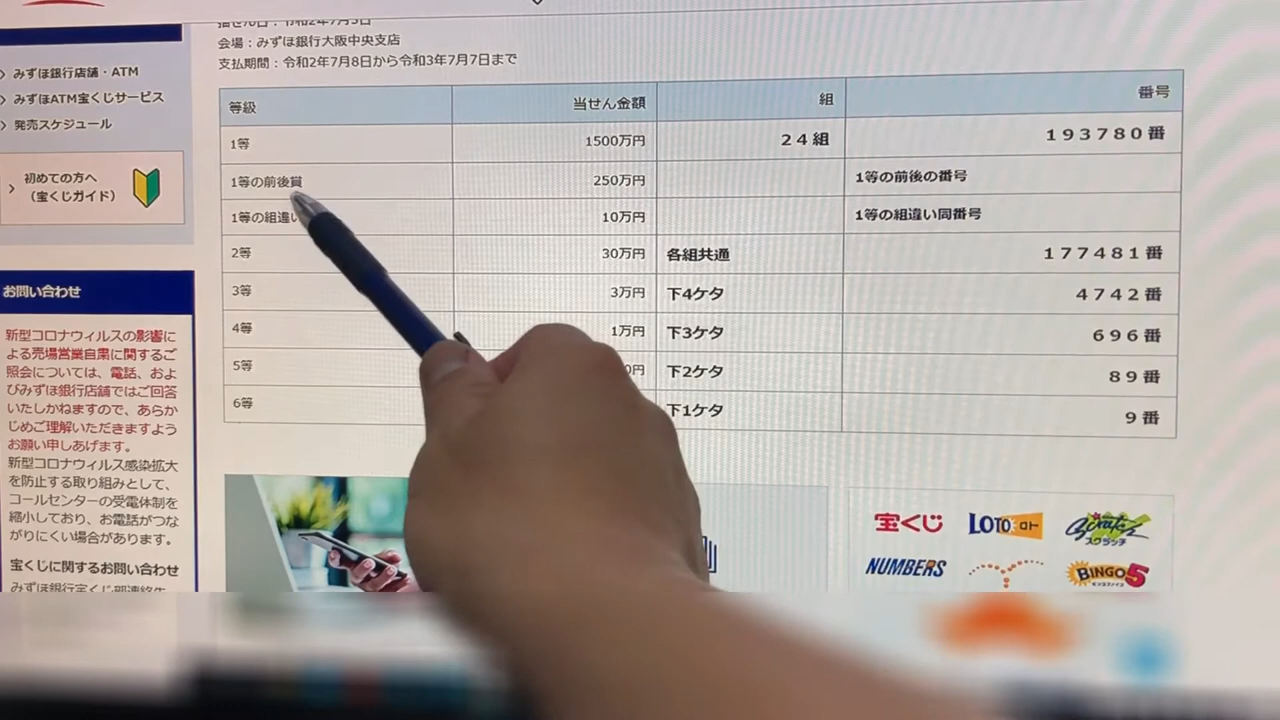 会場：みずほ銀行大阪中央支店
支払期間：令和2年7月8日から令和3年7月7日まで
みずほ銀行店舗・ATM
みずほATM宝くじサービス
発売スケジュール
初めての方へ
（宝くじガイド）
お問い合わせ
新型コロナウィルスの影響に
よる売場営業自粛に関するご
照会については、電話、およ
びみずほ銀行店舗ではご回答
いたしかねますので、あらか
じめご理解いただきますよう
お願い申しあげます。
新型コロナウィルス感染拡大
を防止する取り組みとして、
コールセンターの受電体制を
縮小しており、お電話がつな
がりにくい場合があります。
宝くじに関するお問い合わせ
等級 当せん金額 組 番号
1等 1500万円 24組 193780番
1等の前後賞 250万円 1等の前後の番号
1等の組違い 10万円 1等の組違い同番号
2等 30万円 各組共通 177481番
3等 3万円 下4ケタ 4742番
4等 1万円 下3ケタ 696番
5等 0円 下2ケタ 89番
6等 下1ケタ 9番
宝くじ LOTO ロト Scratch スクラッチ
NUMBERS BINGO5